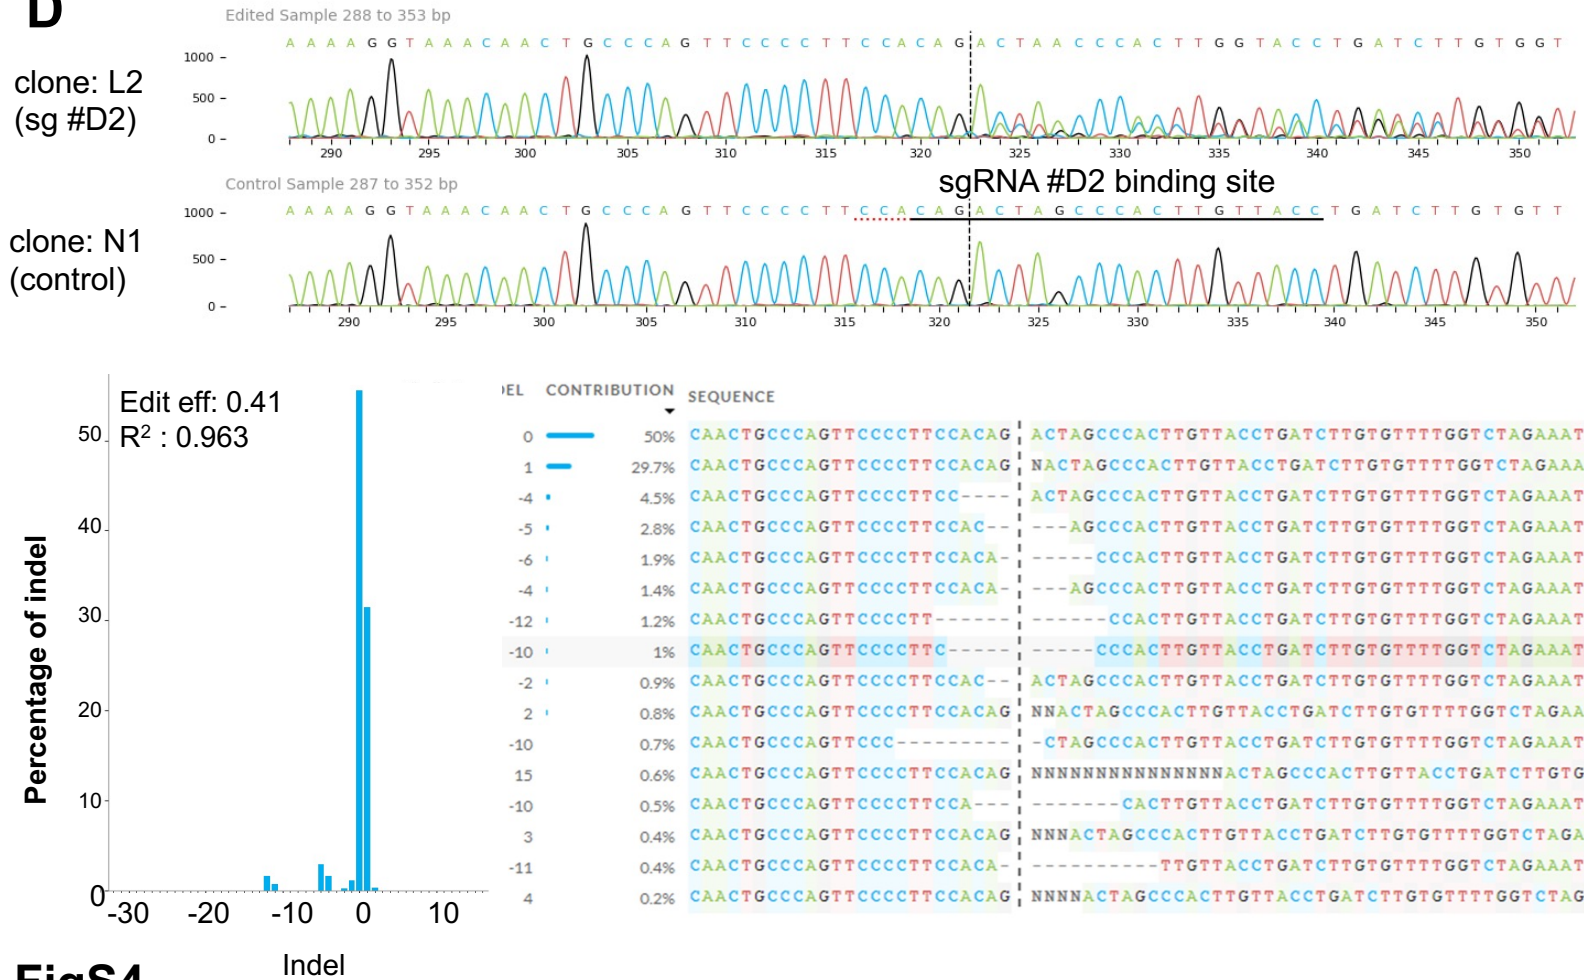 D
Edited Sample 288 to 353 bp
A A A A G G T A A A C A A C T G C C C A G T T C C C C T T C C A C A G A C T A A C C C A C T T G G T A C C T G A T C T T G T G G T
clone: L2
(sg #D2)
1000
500
0
290 295 300 305 310 315 320 325 330 335 340 345 350
Control Sample 287 to 352 bp
sgRNA #D2 binding site
A A A A G G T A A A C A A C T G C C C A G T T C C C C T T C C A C A G A C T A G C C C A C T T G T T A C C T G A T C T T G T G T T
clone: N1
(control)
1000
500
0
290 295 300 305 310 315 320 325 330 335 340 345 350
Edit eff: 0.41
R² : 0.963
Percentage of indel
50
40
30
20
10
0
-30 -20 -10 0 10
Indel
DEL CONTRIBUTION SEQUENCE
0 50% CAACTGCCCAGTTCCCCTTCCACAG ACTAGCCCACTTGTTACCTGATCTTGTGTTTTGGTCTAGAAAT
1 29.7% CAACTGCCCAGTTCCCCTTCCACAG NACTAGCCCACTTGTTACCTGATCTTGTGTTTTGGTCTAGAAA
-4 4.5% CAACTGCCCAGTTCCCCTTCC---- ACTAGCCCACTTGTTACCTGATCTTGTGTTTTGGTCTAGAAAT
-5 2.8% CAACTGCCCAGTTCCCCTTCCAC-- ---AGCCCACTTGTTACCTGATCTTGTGTTTTGGTCTAGAAAT
-6 1.9% CAACTGCCCAGTTCCCCTTCCACA- -----CCCACTTGTTACCTGATCTTGTGTTTTGGTCTAGAAAT
-4 1.4% CAACTGCCCAGTTCCCCTTCCACA- ---AGCCCACTTGTTACCTGATCTTGTGTTTTGGTCTAGAAAT
-12 1.2% CAACTGCCCAGTTCCCCTT------ ------CCACTTGTTACCTGATCTTGTGTTTTGGTCTAGAAAT
-10 1% CAACTGCCCAGTTCCCCTTC----- -----CCCACTTGTTACCTGATCTTGTGTTTTGGTCTAGAAAT
-2 0.9% CAACTGCCCAGTTCCCCTTCCAC-- ACTAGCCCACTTGTTACCTGATCTTGTGTTTTGGTCTAGAAAT
2 0.8% CAACTGCCCAGTTCCCCTTCCACAG NNACTAGCCCACTTGTTACCTGATCTTGTGTTTTGGTCTAGAA
-10 0.7% CAACTGCCCAGTTCCC--------- -CTAGCCCACTTGTTACCTGATCTTGTGTTTTGGTCTAGAAAT
15 0.6% CAACTGCCCAGTTCCCCTTCCACAG NNNNNNNNNNNNNNNACTAGCCCACTTGTTACCTGATCTTGTG
-10 0.5% CAACTGCCCAGTTCCCCTTCCA--- -------CACTTGTTACCTGATCTTGTGTTTTGGTCTAGAAAT
3 0.4% CAACTGCCCAGTTCCCCTTCCACAG NNNACTAGCCCACTTGTTACCTGATCTTGTGTTTTGGTCTAGA
-11 0.4% CAACTGCCCAGTTCCCCTTCCACA- ----------TTGTTACCTGATCTTGTGTTTTGGTCTAGAAAT
4 0.2% CAACTGCCCAGTTCCCCTTCCACAG NNNNACTAGCCCACTTGTTACCTGATCTTGTGTTTTGGTCTAG
FigS4